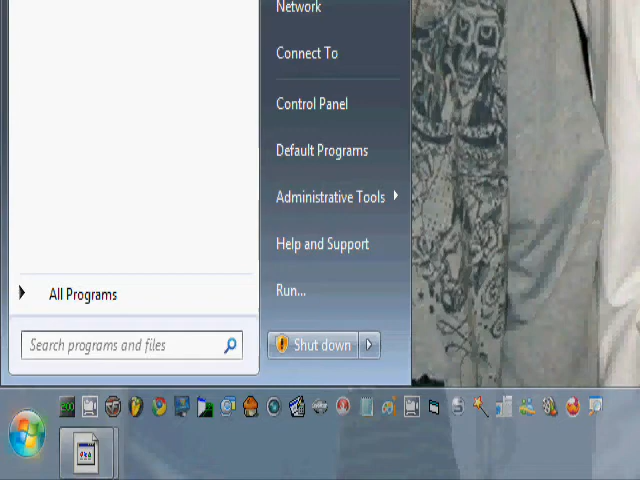 Network
Connect To
Control Panel
Default Programs
Administrative Tools
Help and Support
Run...
All Programs
Search programs and files
Shut down